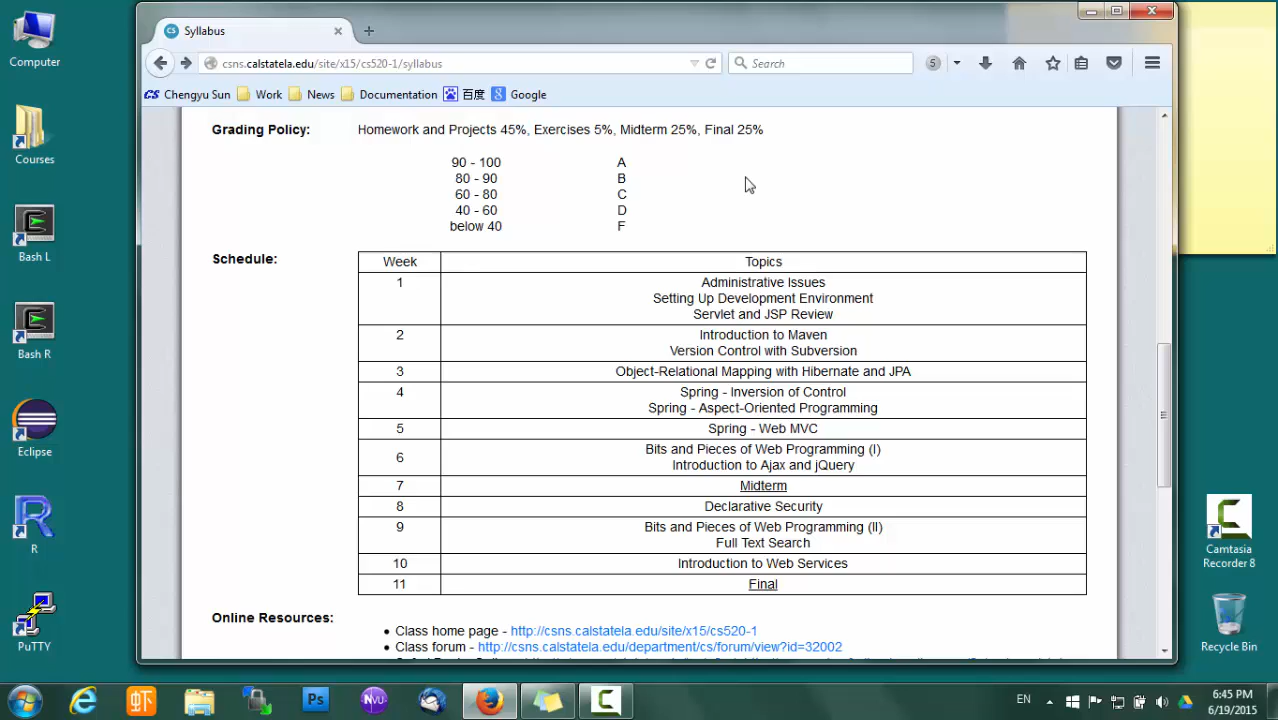 Syllabus
csns.calstatela.edu/site/x15/cs520-1/syllabus
Search
5
CS Chengyu Sun Work News Documentation 百度 Google
Grading Policy: Homework and Projects 45%, Exercises 5%, Midterm 25%, Final 25%
90 - 100 A
80 - 90 B
60 - 80 C
40 - 60 D
below 40 F
Schedule:
Week Topics
1 Administrative Issues
Setting Up Development Environment
Servlet and JSP Review
2 Introduction to Maven
Version Control with Subversion
3 Object-Relational Mapping with Hibernate and JPA
4 Spring - Inversion of Control
Spring - Aspect-Oriented Programming
5 Spring - Web MVC
6 Bits and Pieces of Web Programming (I)
Introduction to Ajax and jQuery
7 Midterm
8 Declarative Security
9 Bits and Pieces of Web Programming (II)
Full Text Search
10 Introduction to Web Services
11 Final
Online Resources:
• Class home page - http://csns.calstatela.edu/site/x15/cs520-1
• Class forum - http://csns.calstatela.edu/department/cs/forum/view?id=32002
Computer
Courses
Bash L
Bash R
Eclipse
R
PuTTY
Camtasia
Recorder 8
Recycle Bin
虾
Ps
NVU
EN
6:45 PM
6/19/2015